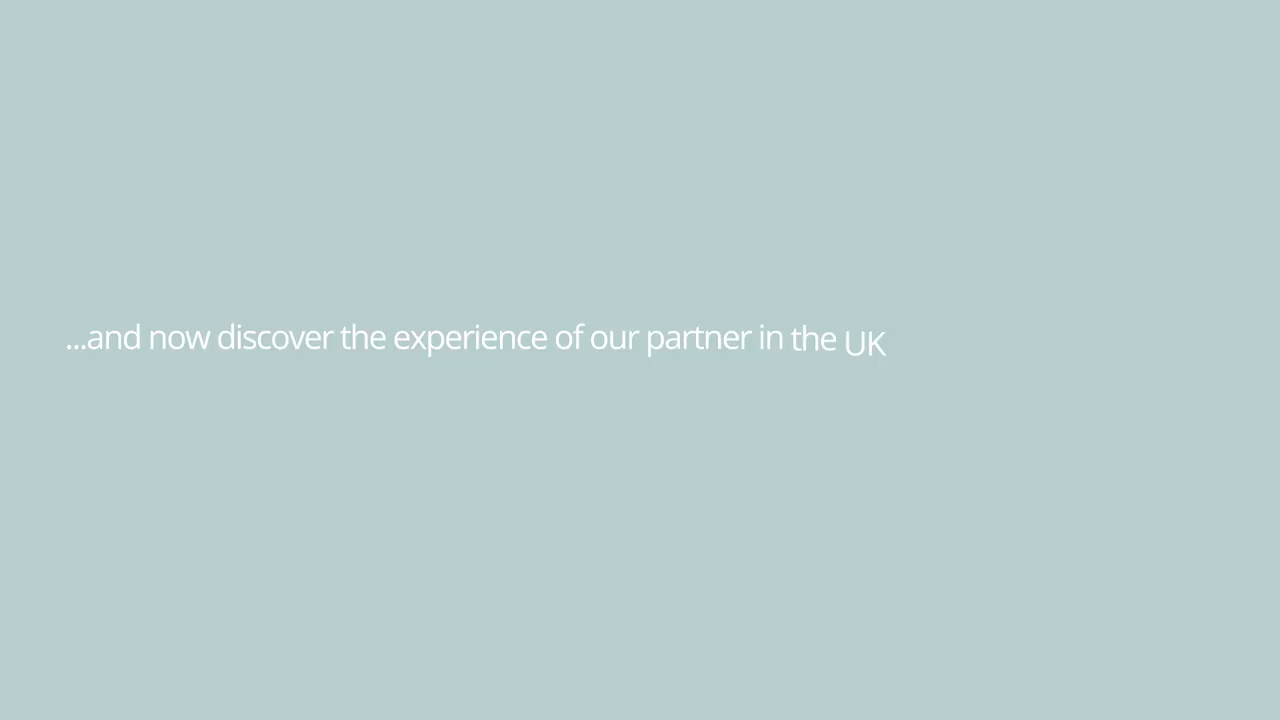 ...and now discover the experience of our partner in the UK